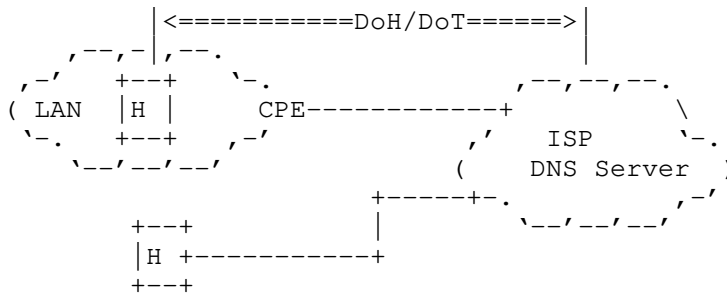 |<===========DoH/DoT======>|
,--,-|,--.                          |
,-'    +--+    `-.                ,--,--,--.
( LAN  |H |      CPE------------+            \
`-.    +--+    ,-'           ,'     ISP      `-.
`--'--'--'               (    DNS Server    )
+-----+-.           ,-'
+--+               |        `--'--'--'
|H +-----------+
+--+